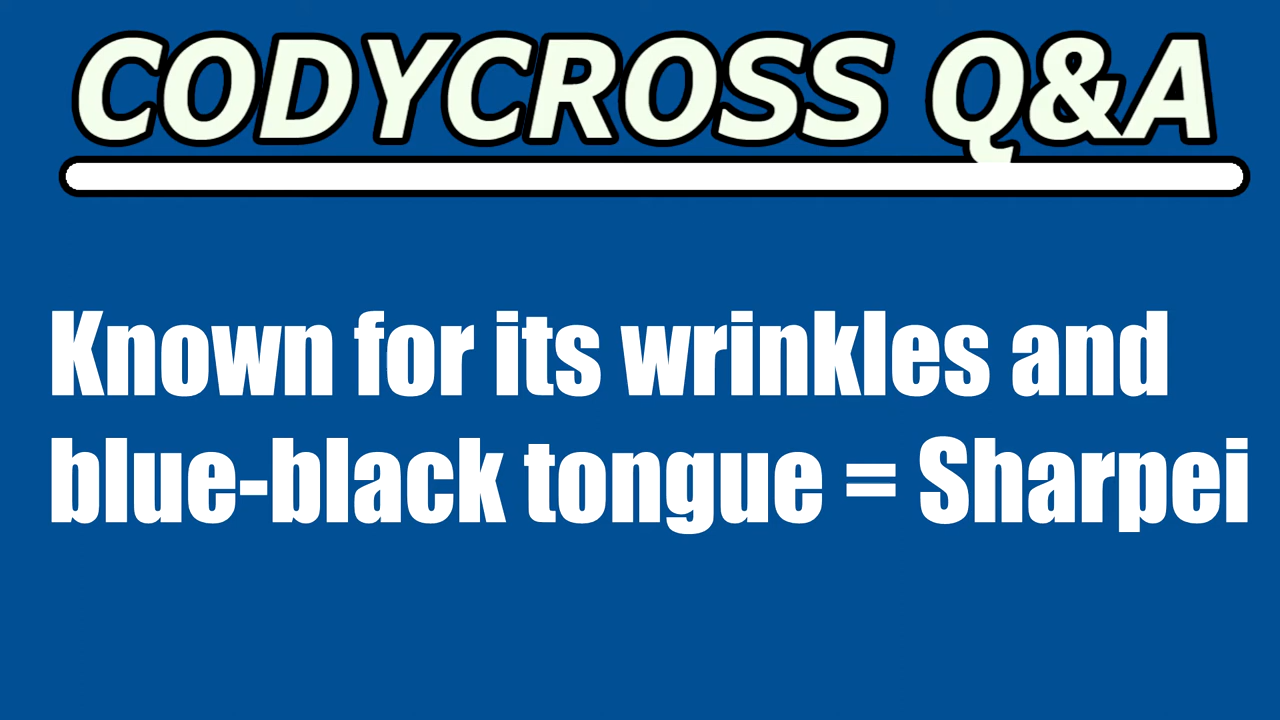 CODYCROSS Q&A
Known for its wrinkles and
blue-black tongue = Sharpei